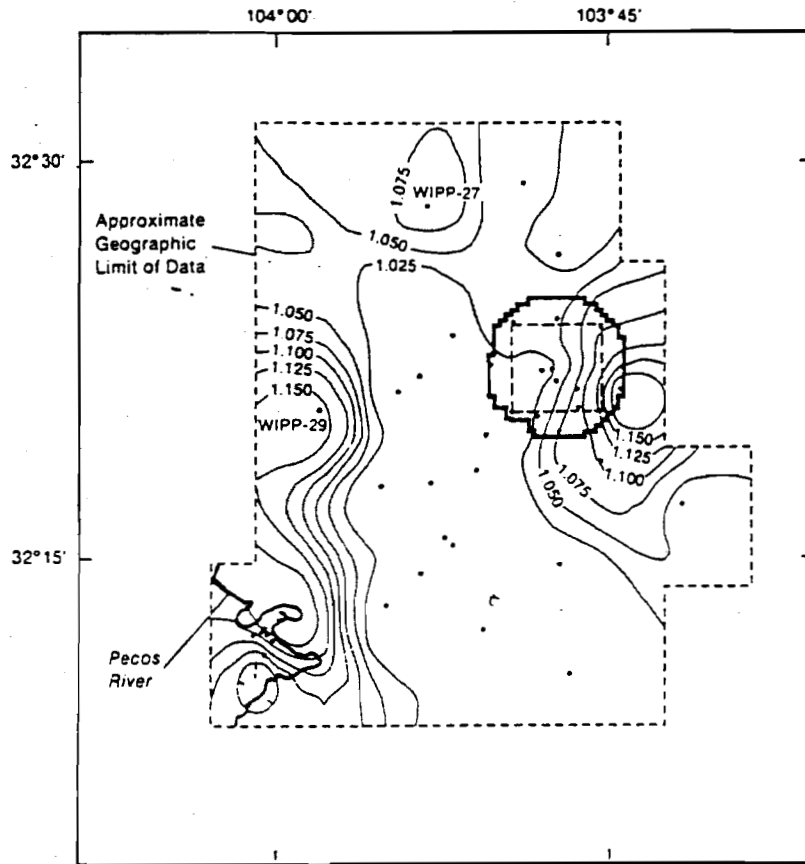 104°00'
103°45'
32°30'
1.075
WIPP-27
Approximate
Geographic
Limit of Data
1.050
1.025
1.050
1.075
1.100
1.125
1.150
WIPP-29
1.150
1.125
1.100
1.075
1.050
32°15'
Pecos
River